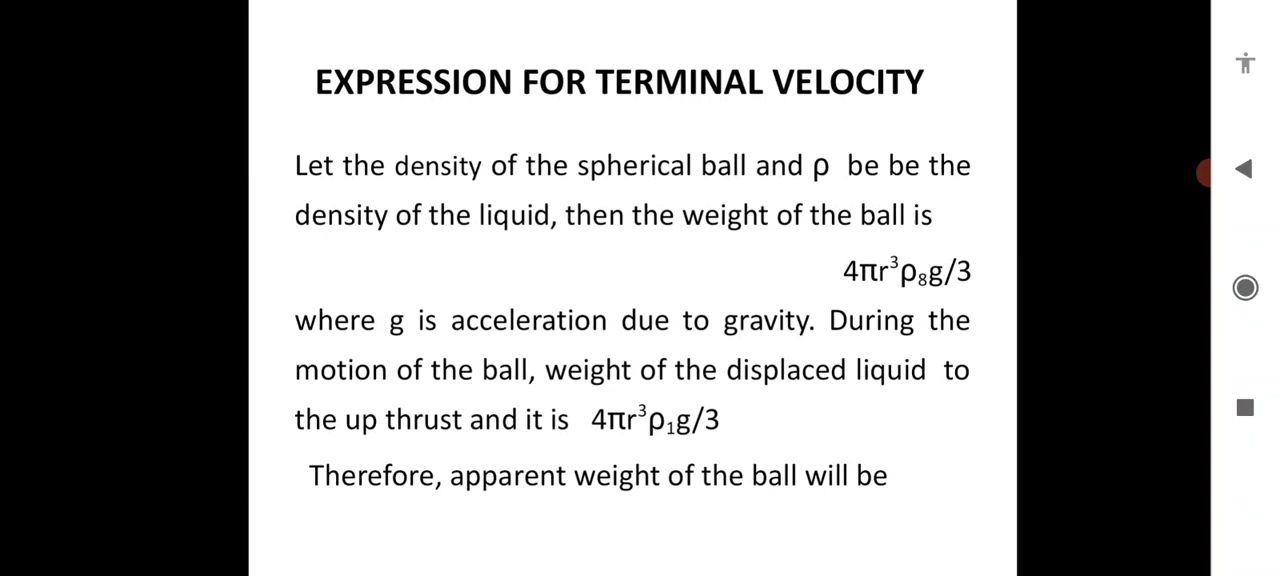 EXPRESSION FOR TERMINAL VELOCITY
Let the density of the spherical ball and ρ be be the
density of the liquid, then the weight of the ball is
4πr³ρ₈g/3
where g is acceleration due to gravity. During the
motion of the ball, weight of the displaced liquid to
the up thrust and it is 4πr³ρ₁g/3
Therefore, apparent weight of the ball will be